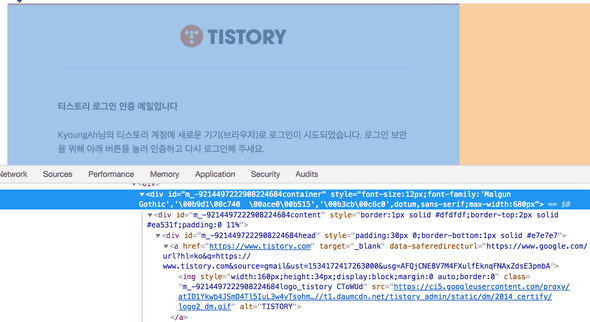 TISTORY
티스토리 로그인 인증 메일입니다
KyoungAh님의 티스토리 계정에 새로운 기기(브라우저)로 로그인이 시도되었습니다. 로그인 보안
을 위해 아래 버튼을 눌러 인증하고 다시 로그인해 주세요.
Network Sources Performance Memory Application Security Audits
<div id="m_-9214497222908224684container" style="font-size:12px;font-family:'Malgun
Gothic','\00b9d1\00c740 \00ace0\00b515','\00b3cb\00c6c0',dotum,sans-serif;max-width:680px"> == $0
<div id="m_-9214497222908224684content" style="border:1px solid #dfdfdf;border-top:2px solid
#ea531f;padding:0 11%">
<div id="m_-9214497222908224684head" style="padding:30px 0;border-bottom:1px solid #e7e7e7">
<a href="https://www.tistory.com" target="_blank" data-saferedirecturl="https://www.google.com/
url?hl=ko&q=https://
www.tistory.com&source=gmail&ust=1534172417263000&usg=AFQjCNE8V7M4FXulfEknqFNAxZdsE3pmbA">
<img style="width:160px;height:34px;display:block;margin:0 auto;border:0" class=
"m_-9214497222908224684logo_tistory CToWUd" src="https://ci5.googleusercontent.com/proxy/
atID1Ykwb4JSmD4Tl5IuL3w4vTsohm…//t1.daumcdn.net/tistory_admin/static/dm/2014_certify/
logo2_dm.gif" alt="TISTORY">
</a>